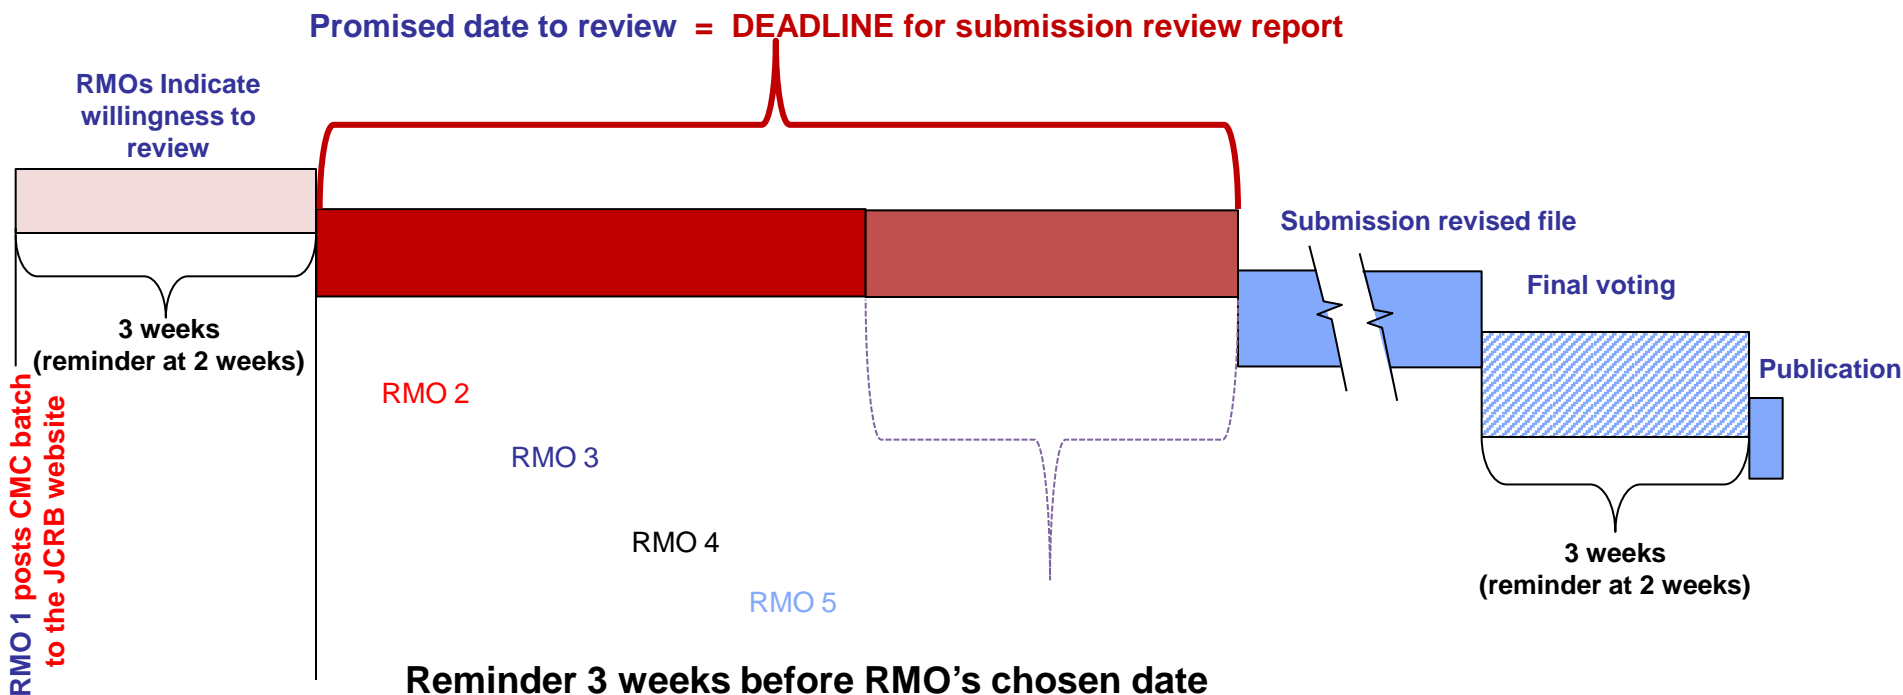 Promised date to review = DEADLINE for submission review report
RMOs Indicate
willingness to
review
Submission revised file
Final voting
Publication
3 weeks
(reminder at 2 weeks)
RMO 1 posts CMC batch
to the JCRB website
RMO 2
RMO 3
RMO 4
RMO 5
3 weeks
(reminder at 2 weeks)
Reminder 3 weeks before RMO's chosen date